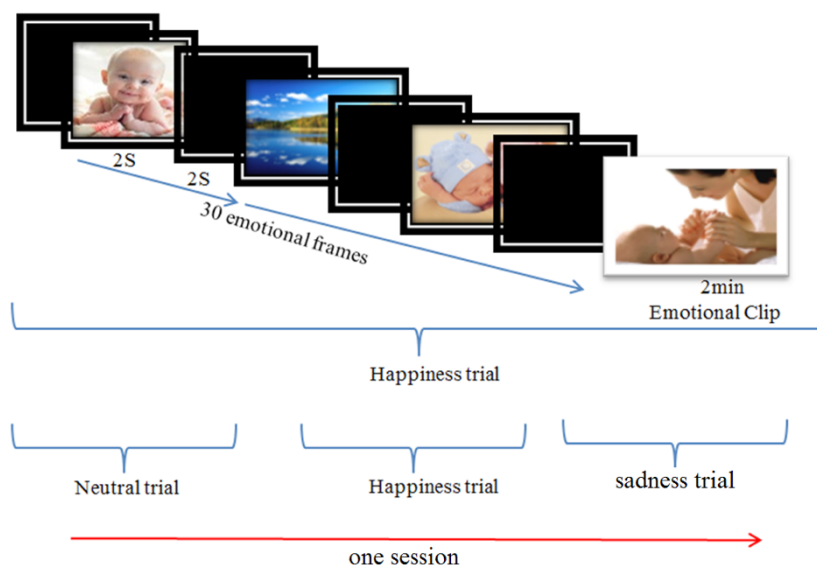 2S
2S
30 emotional frames
2min
Emotional Clip
Happiness trial
Neutral trial
Happiness trial
sadness trial
one session